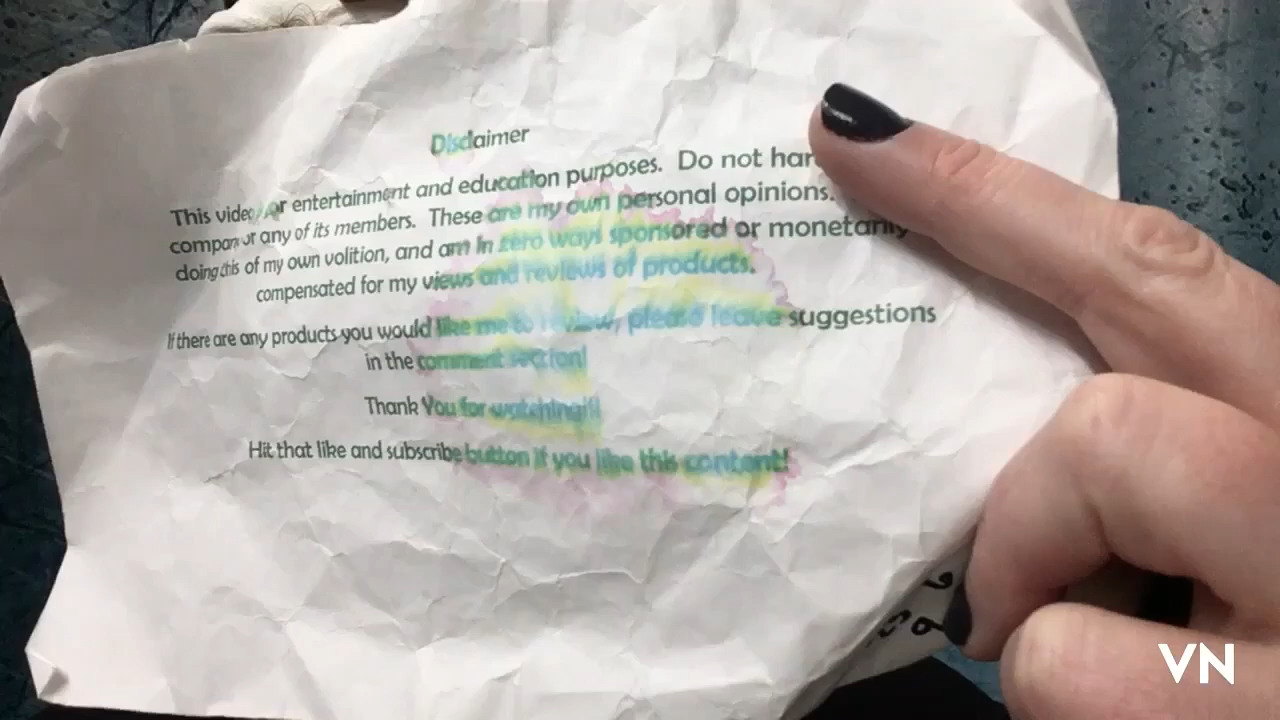 Disclaimer
This video for entertainment and education purposes. Do not har
company or any of its members. These are my own personal opinions.
doing this of my own volition, and am in zero ways sponsored or monetarily
compensated for my views and reviews of products.
If there are any products you would like me to review, please leave suggestions
in the comment section!
Thank You for watching!!!
Hit that like and subscribe button if you like this content!
VN